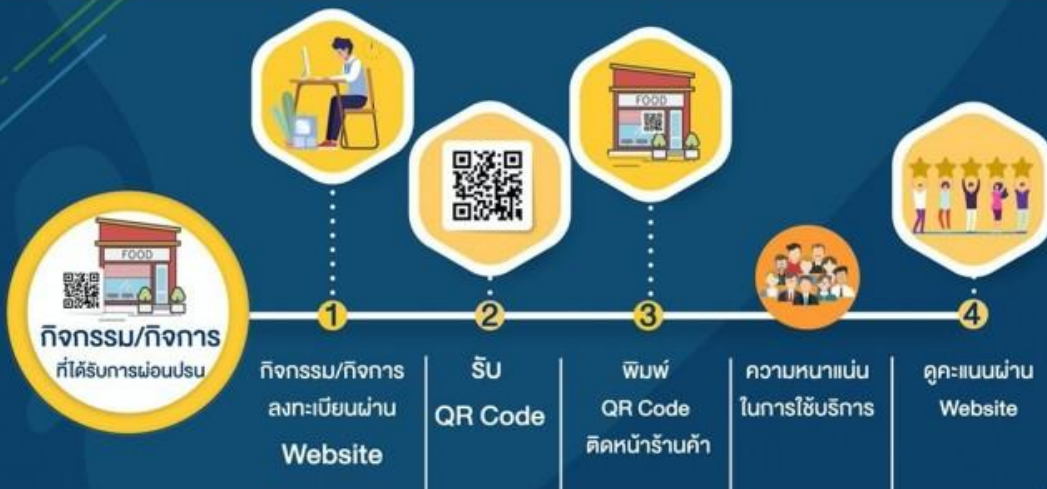 FOOD
กิจกรรม/กิจการ
ที่ได้รับการผ่อนปรน
1
กิจกรรม/กิจการ
ลงทะเบียนผ่าน
Website
2
รับ
QR Code
FOOD
3
พิมพ์
QR Code
ติดหน้าร้านค้า
ความหนาแน่น
ในการใช้บริการ
4
ดูคะแนนผ่าน
Website